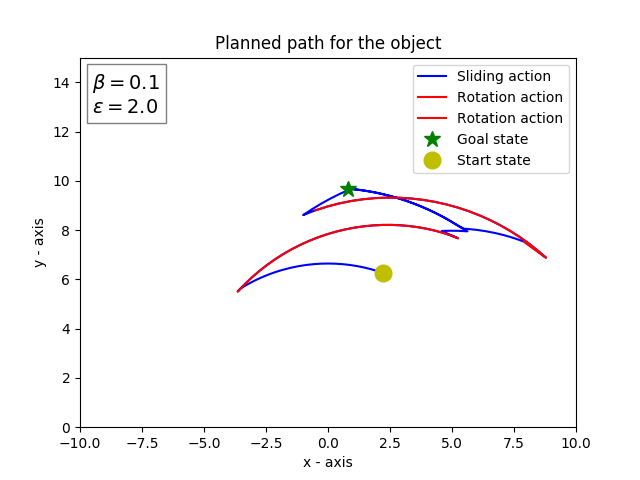 Planned path for the object
β = 0.1
ε = 2.0
Sliding action
Rotation action
Rotation action
Goal state
Start state
14
12
10
8
6
4
2
0
y - axis
−10.0 −7.5 −5.0 −2.5 0.0 2.5 5.0 7.5 10.0
x - axis